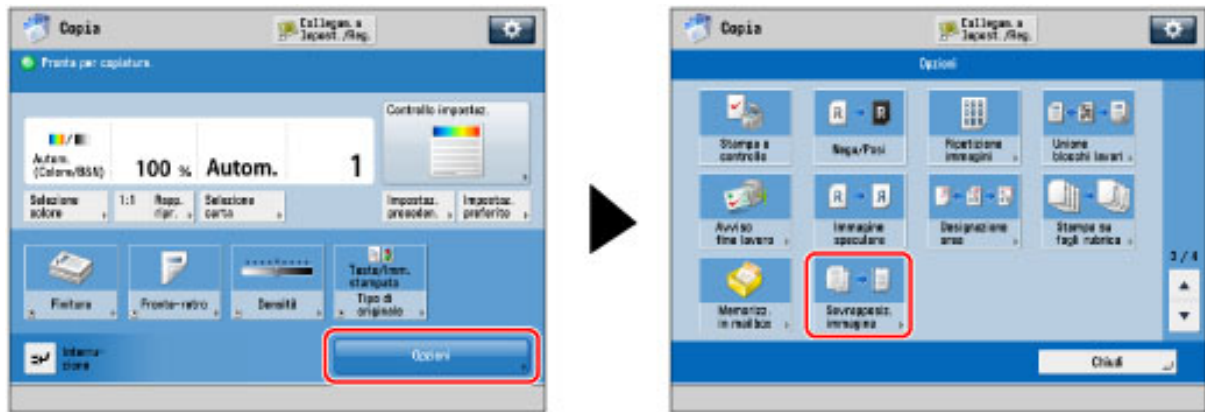 Copia
Collegam. a
Impost./Reg.
Pronta per copiatura.
Controllo impostaz.
Autom.
(Colore/B&N)
100 %
Autom.
1
Selezione
colore
1:1
Rapp.
ripr.
Selezione
carta
Impostaz.
preceden.
Impostaz.
preferite
Finitura
Fronte-retro
Densità
Testo/Imm.
stampata
Tipo di
originale
Interru-
zione
Opzioni
Copia
Collegam. a
Impost./Reg.
Opzioni
Stampa e
controlla
Nega/Posi
Ripetizione
immagini
Unione
blocchi lavori
Avviso
fine lavoro
Immagine
speculare
Designazione
area
Stampa su
fogli rubrica
Memorizz.
in mailbox
Sovrapposiz.
immagine
3/4
Chiudi